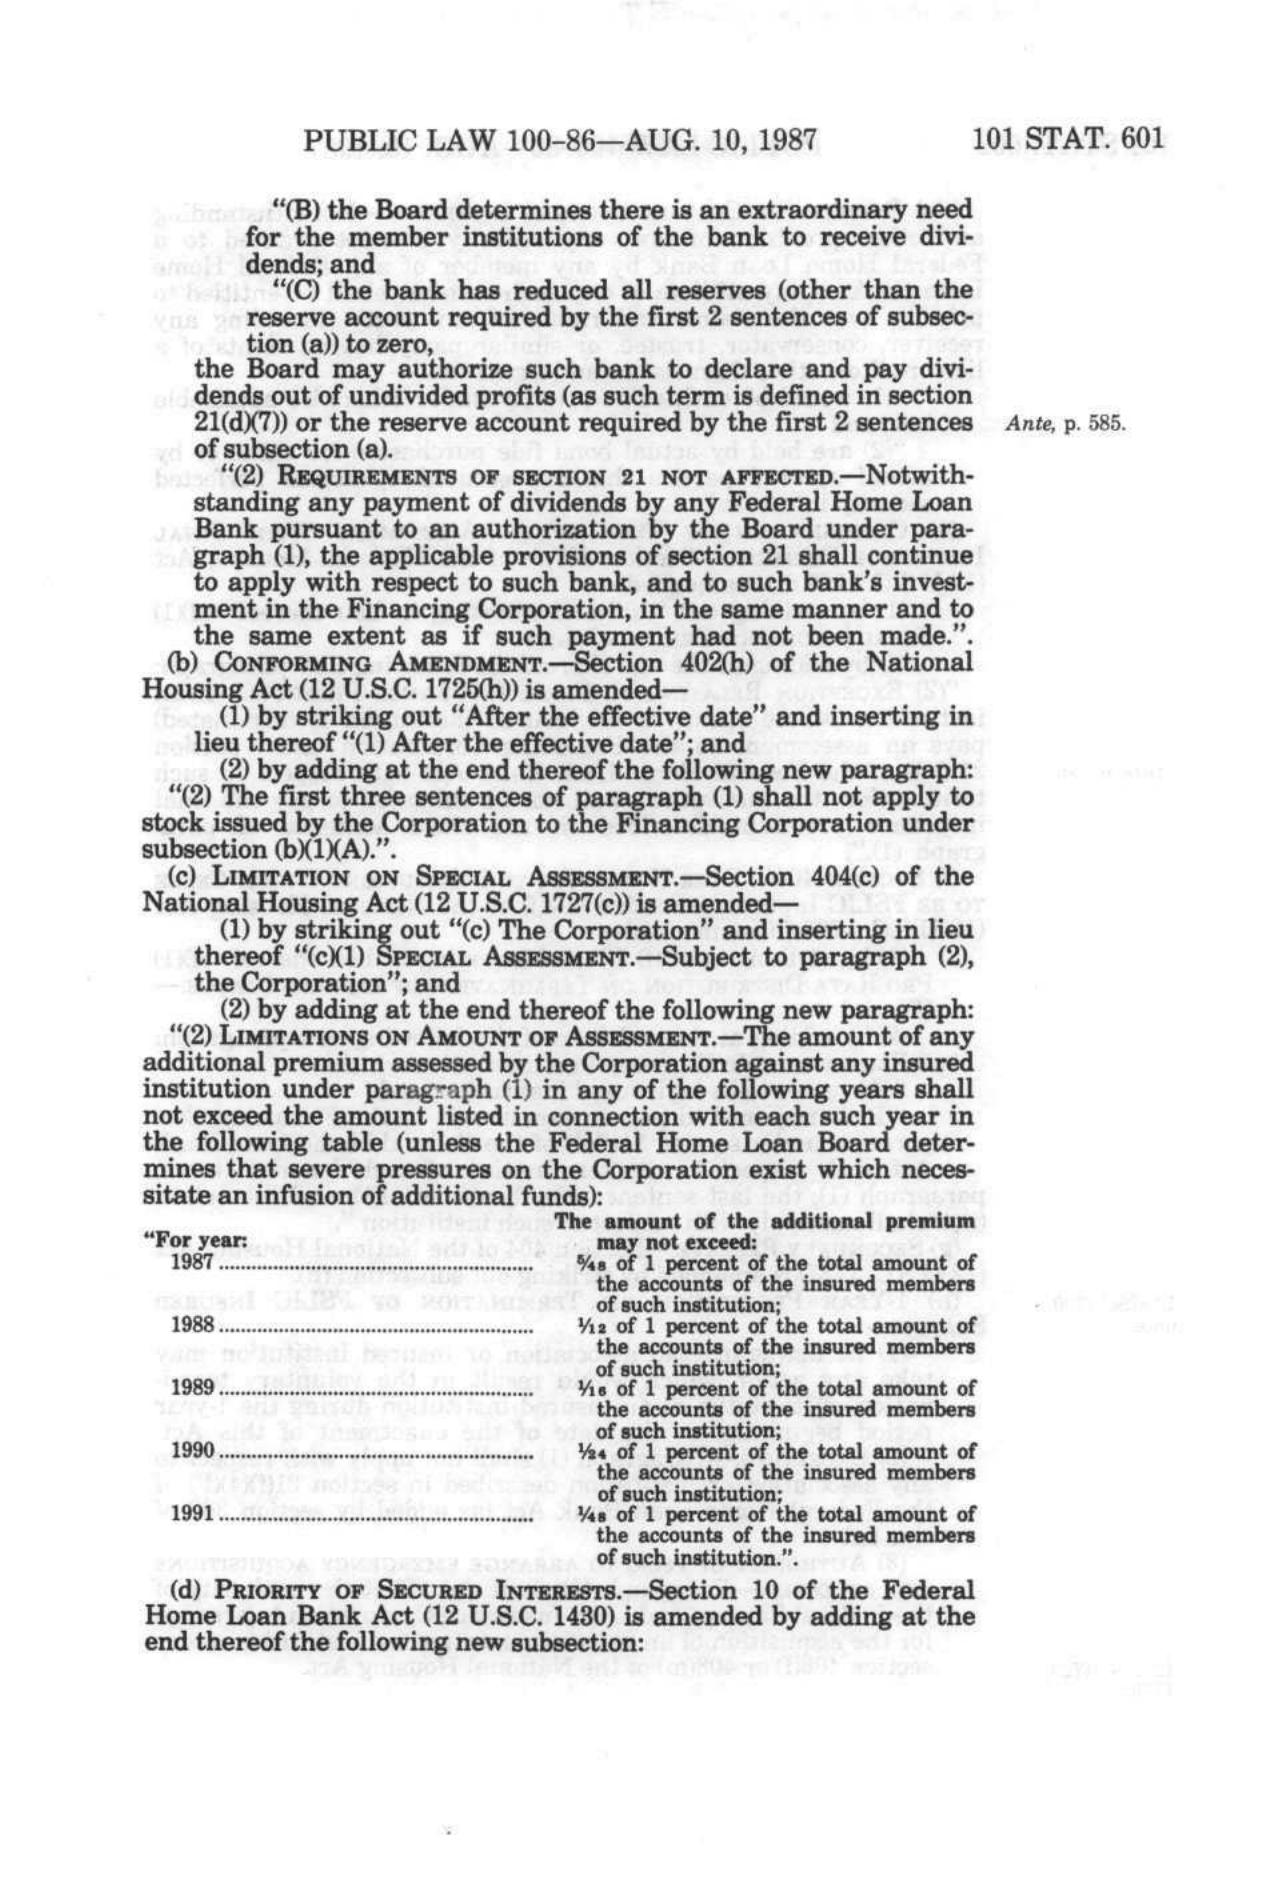 PUBLIC LAW 100-86—AUG. 10, 1987 101 STAT. 601
"(B) the Board determines there is an extraordinary need
for the member institutions of the bank to receive divi-
dends; and
"(C) the bank has reduced all reserves (other than the
reserve account required by the first 2 sentences of subsec-
tion (a)) to zero,
the Board may authorize such bank to declare and pay divi-
dends out of undivided profits (as such term is defined in section
21(d)(7)) or the reserve account required by the first 2 sentences
Ante, p. 585.
of subsection (a).
"(2) REQUIREMENTS OF SECTION 21 NOT AFFECTED.—Notwith-
standing any payment of dividends by any Federal Home Loan
Bank pursuant to an authorization by the Board under para-
graph (1), the applicable provisions of section 21 shall continue
to apply with respect to such bank, and to such bank's invest-
ment in the Financing Corporation, in the same manner and to
the same extent as if such payment had not been made.".
(b) CONFORMING AMENDMENT.—Section 402(h) of the National
Housing Act (12 U.S.C. 1725(h)) is amended—
(1) by striking out "After the effective date" and inserting in
lieu thereof "(1) After the effective date"; and
(2) by adding at the end thereof the following new paragraph:
"(2) The first three sentences of paragraph (1) shall not apply to
stock issued by the Corporation to the Financing Corporation under
subsection (b)(1)(A).".
(c) LIMITATION ON SPECIAL ASSESSMENT.—Section 404(c) of the
National Housing Act (12 U.S.C. 1727(c)) is amended—
(1) by striking out "(c) The Corporation" and inserting in lieu
thereof "(c)(1) SPECIAL ASSESSMENT.—Subject to paragraph (2),
the Corporation"; and
(2) by adding at the end thereof the following new paragraph:
"(2) LIMITATIONS ON AMOUNT OF ASSESSMENT.—The amount of any
additional premium assessed by the Corporation against any insured
institution under paragraph (1) in any of the following years shall
not exceed the amount listed in connection with each such year in
the following table (unless the Federal Home Loan Board deter-
mines that severe pressures on the Corporation exist which neces-
sitate an infusion of additional funds):
The amount of the additional premium
"For year: may not exceed:
1987 ........ 5/48 of 1 percent of the total amount of
the accounts of the insured members
of such institution;
1988 ........ 1/12 of 1 percent of the total amount of
the accounts of the insured members
of such institution;
1989 ........ 1/16 of 1 percent of the total amount of
the accounts of the insured members
of such institution;
1990 ........ 1/24 of 1 percent of the total amount of
the accounts of the insured members
of such institution;
1991 ........ 1/48 of 1 percent of the total amount of
the accounts of the insured members
of such institution.".
(d) PRIORITY OF SECURED INTERESTS.—Section 10 of the Federal
Home Loan Bank Act (12 U.S.C. 1430) is amended by adding at the
end thereof the following new subsection: